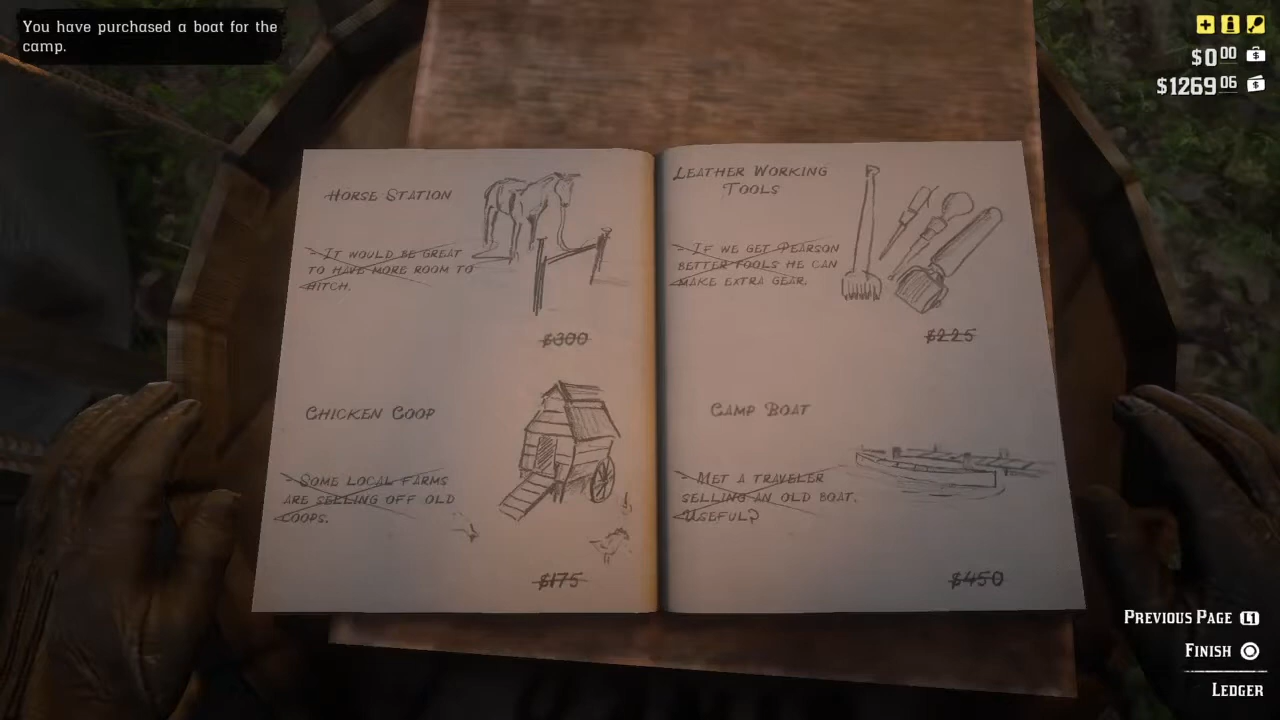 You have purchased a boat for the
camp.
$0 00
$1269 06
Horse Station
- It would be great
to have more room to
hitch.
$300
Chicken Coop
- Some local farms
are selling off old
coops.
$175
Leather Working
Tools
- If we get Pearson
better tools he can
make extra gear.
$225
Camp Boat
- Met a traveler
selling an old boat.
Useful?
$450
Previous Page L1
Finish
Ledger